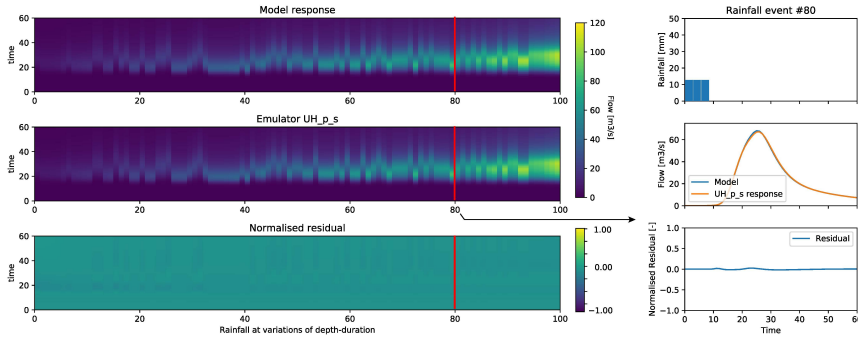 Model response
60
40
20
0
time
0 20 40 60 80 100
Emulator UH_p_s
60
40
20
0
time
0 20 40 60 80 100
Normalised residual
60
40
20
0
time
0 20 40 60 80 100
Rainfall at variations of depth-duration
120
100
80
60
40
20
0
Flow [m3/s]
1.00
0.00
−1.00
Rainfall event #80
50
40
30
20
10
0
Rainfall [mm]
60
40
20
0
Flow [m3/s]
Model
UH_p_s response
1.0
0.5
0.0
−0.5
−1.0
Normalised Residual [-]
Residual
0 10 20 30 40 50 60
Time